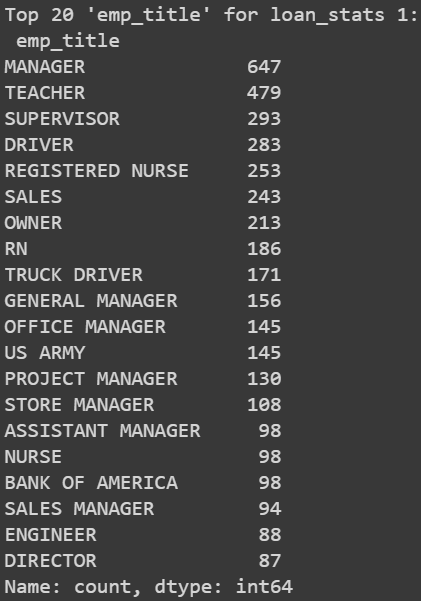 Top 20 'emp_title' for loan_stats 1:
emp_title
MANAGER 647
TEACHER 479
SUPERVISOR 293
DRIVER 283
REGISTERED NURSE 253
SALES 243
OWNER 213
RN 186
TRUCK DRIVER 171
GENERAL MANAGER 156
OFFICE MANAGER 145
US ARMY 145
PROJECT MANAGER 130
STORE MANAGER 108
ASSISTANT MANAGER 98
NURSE 98
BANK OF AMERICA 98
SALES MANAGER 94
ENGINEER 88
DIRECTOR 87
Name: count, dtype: int64